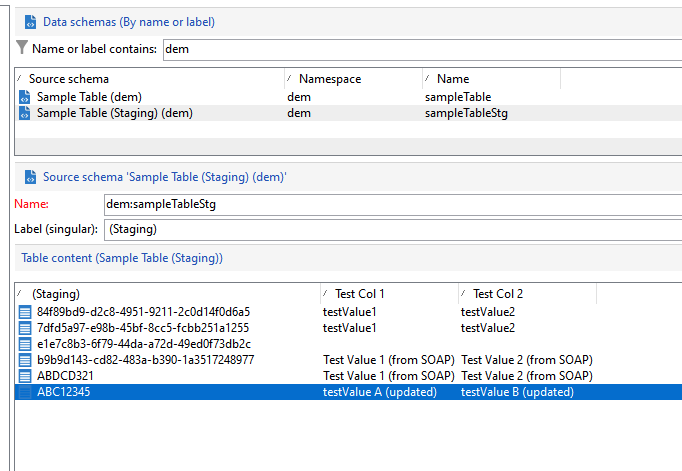 Data schemas (By name or label)
Name or label contains: dem
Source schema Namespace Name
Sample Table (dem) dem sampleTable
Sample Table (Staging) (dem) dem sampleTableStg
Source schema 'Sample Table (Staging) (dem)'
Name: dem:sampleTableStg
Label (singular): (Staging)
Table content (Sample Table (Staging))
(Staging) Test Col 1 Test Col 2
84f89bd9-d2c8-4951-9211-2c0d14f0d6a5 testValue1 testValue2
7dfd5a97-e98b-45bf-8cc5-fcbb251a1255 testValue1 testValue2
e1e7c8b3-6f79-44da-a72d-49ed0f73db2c
b9b9d143-cd82-483a-b390-1a3517248977 Test Value 1 (from SOAP) Test Value 2 (from SOAP)
ABDCD321 Test Value 1 (from SOAP) Test Value 2 (from SOAP)
ABC12345 testValue A (updated) testValue B (updated)